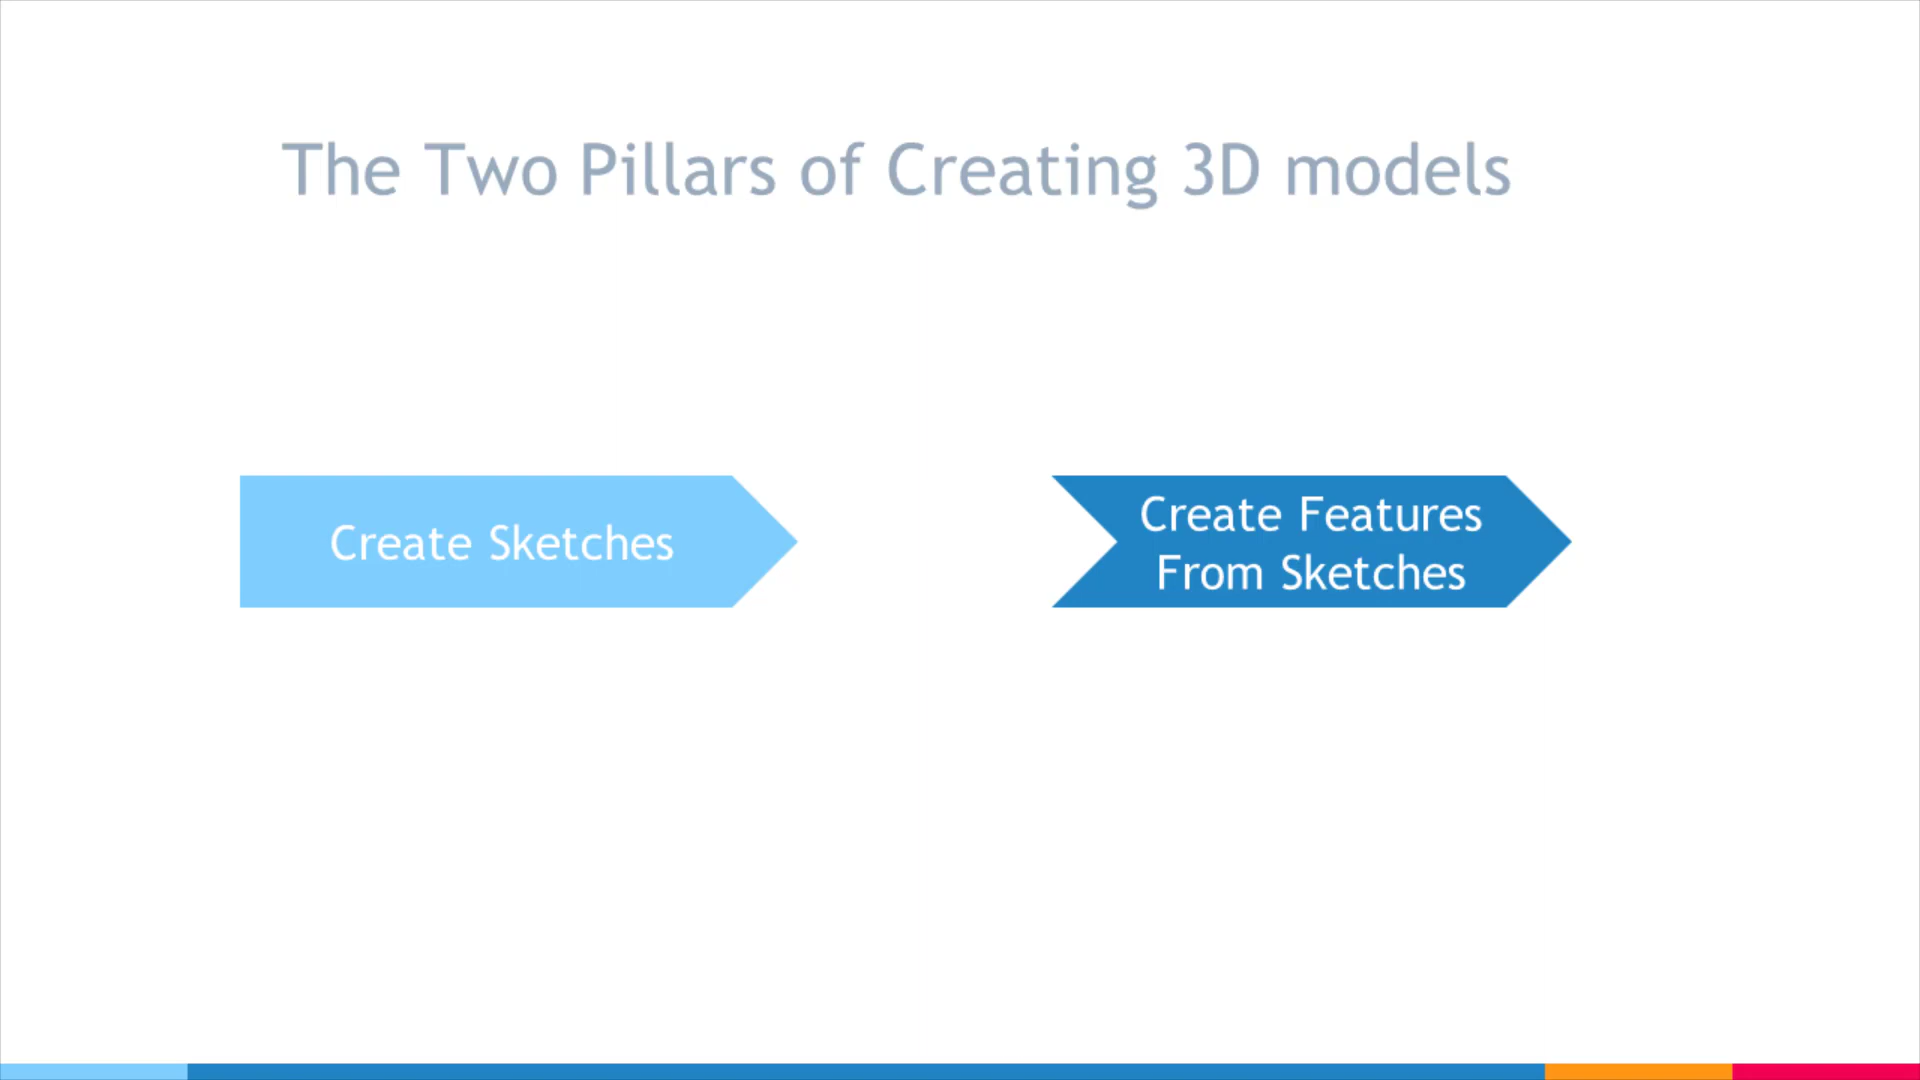 The Two Pillars of Creating 3D models
Create Sketches
Create Features
From Sketches